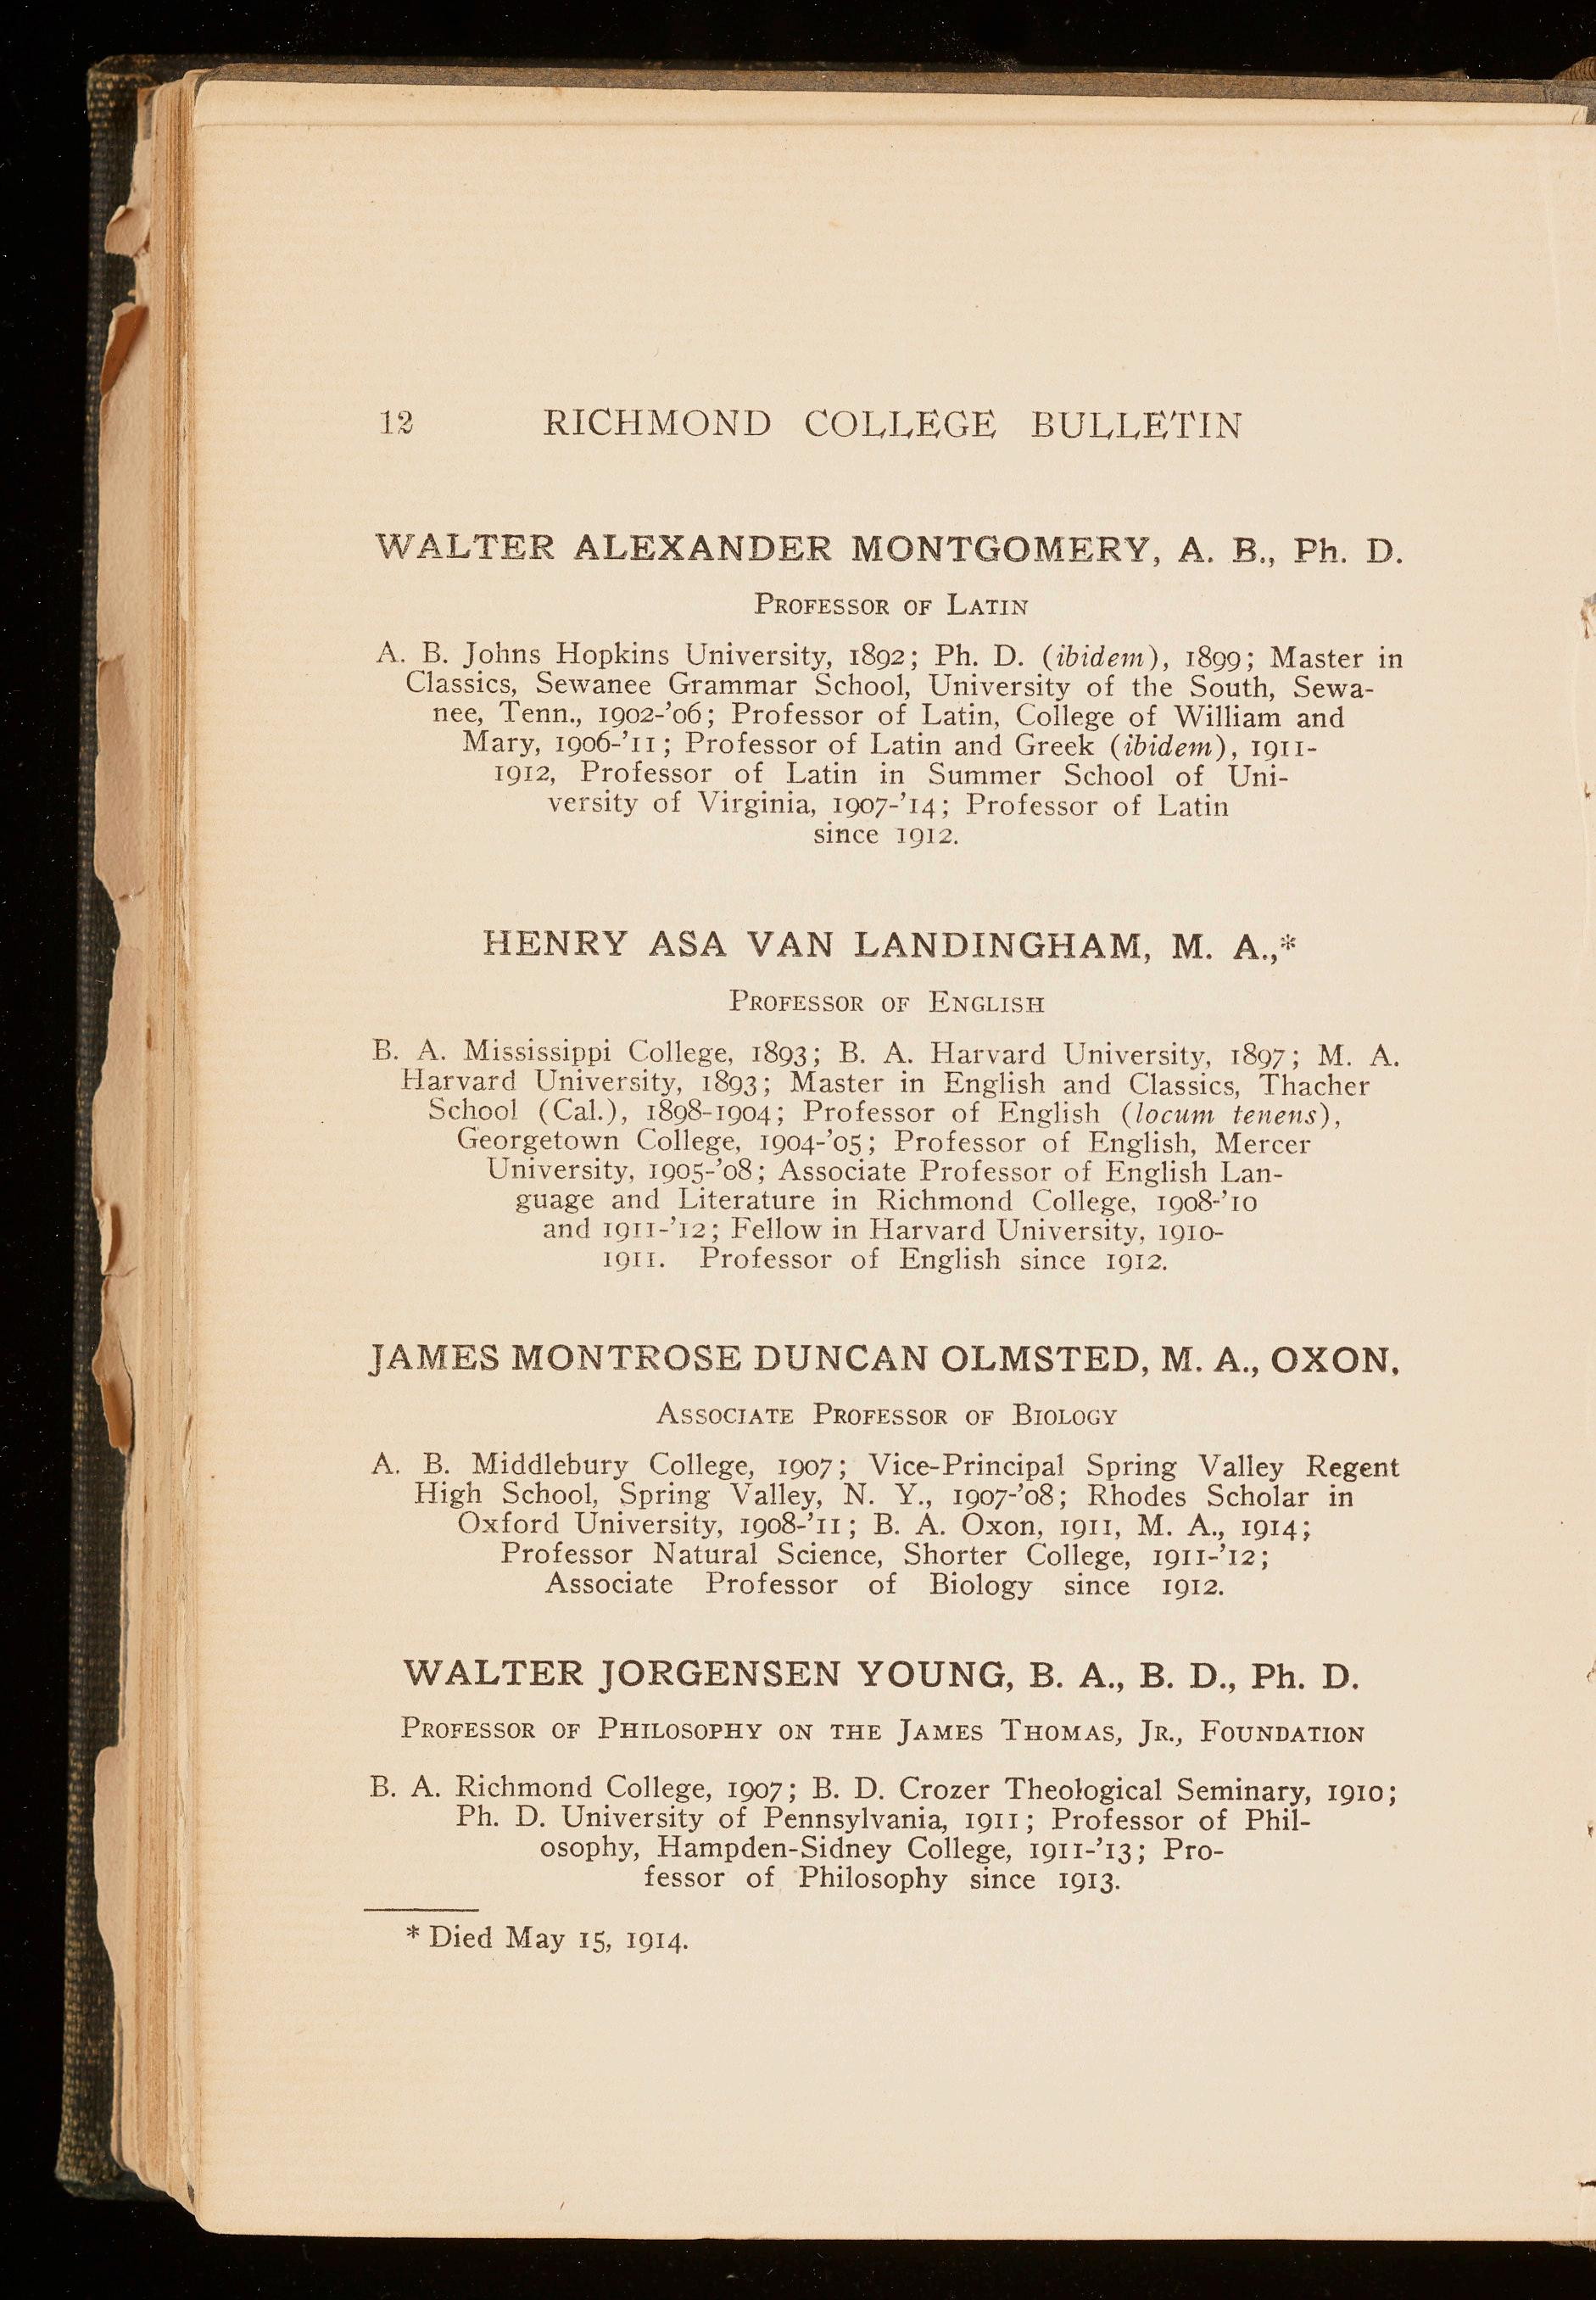 12 RICHMOND COLLEGE BULLETIN
WALTER ALEXANDER MONTGOMERY, A. B., Ph. D.
PROFESSOR OF LATIN
A. B. Johns Hopkins University, 1892; Ph. D. (ibidem), 1899; Master in
Classics, Sewanee Grammar School, University of the South, Sewa-
nee, Tenn., 1902-'06; Professor of Latin, College of William and
Mary, 1906-'11; Professor of Latin and Greek (ibidem), 1911-
1912, Professor of Latin in Summer School of Uni-
versity of Virginia, 1907-'14; Professor of Latin
since 1912.
HENRY ASA VAN LANDINGHAM, M. A.,*
PROFESSOR OF ENGLISH
B. A. Mississippi College, 1893; B. A. Harvard University, 1897; M. A.
Harvard University, 1893; Master in English and Classics, Thacher
School (Cal.), 1898-1904; Professor of English (locum tenens),
Georgetown College, 1904-'05; Professor of English, Mercer
University, 1905-'08; Associate Professor of English Lan-
guage and Literature in Richmond College, 1908-'10
and 1911-'12; Fellow in Harvard University, 1910-
1911. Professor of English since 1912.
JAMES MONTROSE DUNCAN OLMSTED, M. A., OXON,
ASSOCIATE PROFESSOR OF BIOLOGY
A. B. Middlebury College, 1907; Vice-Principal Spring Valley Regent
High School, Spring Valley, N. Y., 1907-'08; Rhodes Scholar in
Oxford University, 1908-'11; B. A. Oxon, 1911, M. A., 1914;
Professor Natural Science, Shorter College, 1911-'12;
Associate Professor of Biology since 1912.
WALTER JORGENSEN YOUNG, B. A., B. D., Ph. D.
PROFESSOR OF PHILOSOPHY ON THE JAMES THOMAS, JR., FOUNDATION
B. A. Richmond College, 1907; B. D. Crozer Theological Seminary, 1910;
Ph. D. University of Pennsylvania, 1911; Professor of Phil-
osophy, Hampden-Sidney College, 1911-'13; Pro-
fessor of Philosophy since 1913.
* Died May 15, 1914.